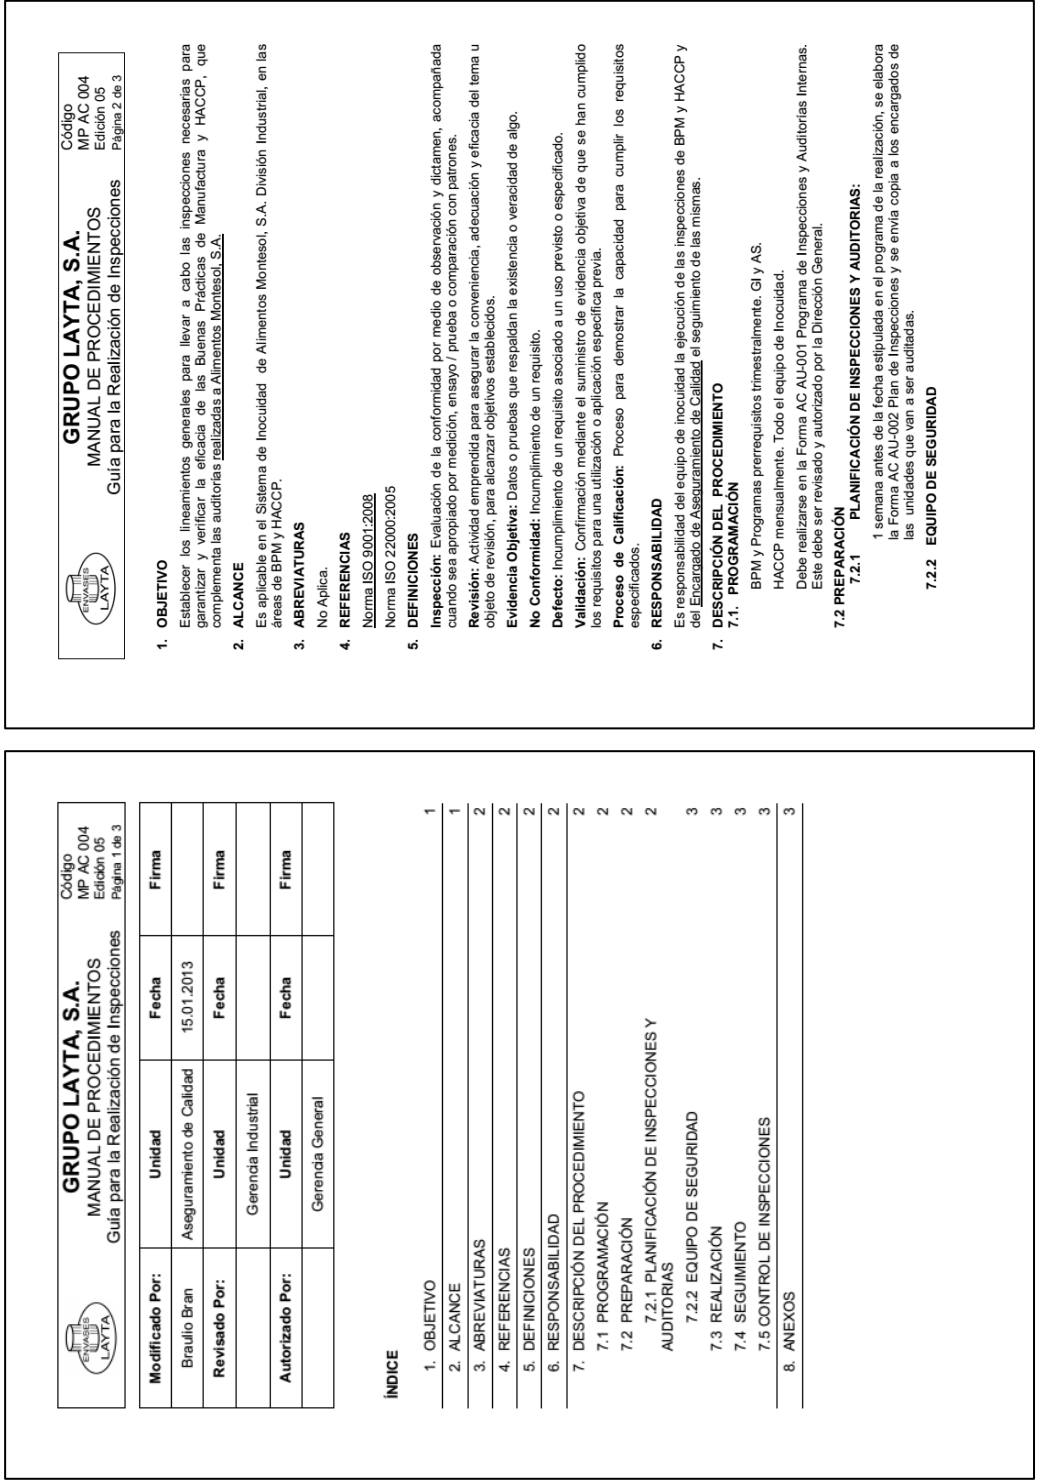 ENVASES
LAYTA
GRUPO LAYTA, S.A.
MANUAL DE PROCEDIMIENTOS
Guía para la Realización de Inspecciones
Código
MP AC 004
Edición 05
Página 1 de 3
Modificado Por: Unidad Fecha Firma
Braulio Bran Aseguramiento de Calidad 15.01.2013
Revisado Por: Unidad Fecha Firma
Gerencia Industrial
Autorizado Por: Unidad Fecha Firma
Gerencia General
ÍNDICE
1. OBJETIVO 1
2. ALCANCE 1
3. ABREVIATURAS 2
4. REFERENCIAS 2
5. DEFINICIONES 2
6. RESPONSABILIDAD 2
7. DESCRIPCIÓN DEL PROCEDIMIENTO 2
7.1 PROGRAMACIÓN 2
7.2 PREPARACIÓN 2
7.2.1 PLANIFICACIÓN DE INSPECCIONES Y
AUDITORIAS 2
7.2.2 EQUIPO DE SEGURIDAD 3
7.3 REALIZACIÓN 3
7.4 SEGUIMIENTO 3
7.5 CONTROL DE INSPECCIONES 3
8. ANEXOS 3
ENVASES
LAYTA
GRUPO LAYTA, S.A.
MANUAL DE PROCEDIMIENTOS
Guía para la Realización de Inspecciones
Código
MP AC 004
Edición 05
Página 2 de 3
1. OBJETIVO
Establecer los lineamientos generales para llevar a cabo las inspecciones necesarias para
garantizar y verificar la eficacia de las Buenas Prácticas de Manufactura y HACCP, que
complementa las auditorías realizadas a Alimentos Montesol, S.A.
2. ALCANCE
Es aplicable en el Sistema de Inocuidad de Alimentos Montesol, S.A. División Industrial, en las
áreas de BPM y HACCP.
3. ABREVIATURAS
No Aplica.
4. REFERENCIAS
Norma ISO 9001:2008
Norma ISO 22000:2005
5. DEFINICIONES
Inspección: Evaluación de la conformidad por medio de observación y dictamen, acompañada
cuando sea apropiado por medición, ensayo / prueba o comparación con patrones.
Revisión: Actividad emprendida para asegurar la conveniencia, adecuación y eficacia del tema u
objeto de revisión, para alcanzar objetivos establecidos.
Evidencia Objetiva: Datos o pruebas que respaldan la existencia o veracidad de algo.
No Conformidad: Incumplimiento de un requisito.
Defecto: Incumplimiento de un requisito asociado a un uso previsto o especificado.
Validación: Confirmación mediante el suministro de evidencia objetiva de que se han cumplido
los requisitos para una utilización o aplicación específica previa.
Proceso de Calificación: Proceso para demostrar la capacidad para cumplir los requisitos
especificados.
6. RESPONSABILIDAD
Es responsabilidad del equipo de inocuidad la ejecución de las inspecciones de BPM y HACCP y
del Encargado de Aseguramiento de Calidad el seguimiento de las mismas.
7. DESCRIPCIÓN DEL PROCEDIMIENTO
7.1. PROGRAMACIÓN
BPM y Programas prerrequisitos trimestralmente. GI y AS.
HACCP mensualmente. Todo el equipo de Inocuidad.
Debe realizarse en la Forma AC AU-001 Programa de Inspecciones y Auditorías Internas.
Este debe ser revisado y autorizado por la Dirección General.
7.2 PREPARACIÓN
7.2.1 PLANIFICACIÓN DE INSPECCIONES Y AUDITORIAS:
1 semana antes de la fecha estipulada en el programa de la realización, se elabora
la Forma AC AU-002 Plan de Inspecciones y se envía copia a los encargados de
las unidades que van a ser auditadas.
7.2.2 EQUIPO DE SEGURIDAD